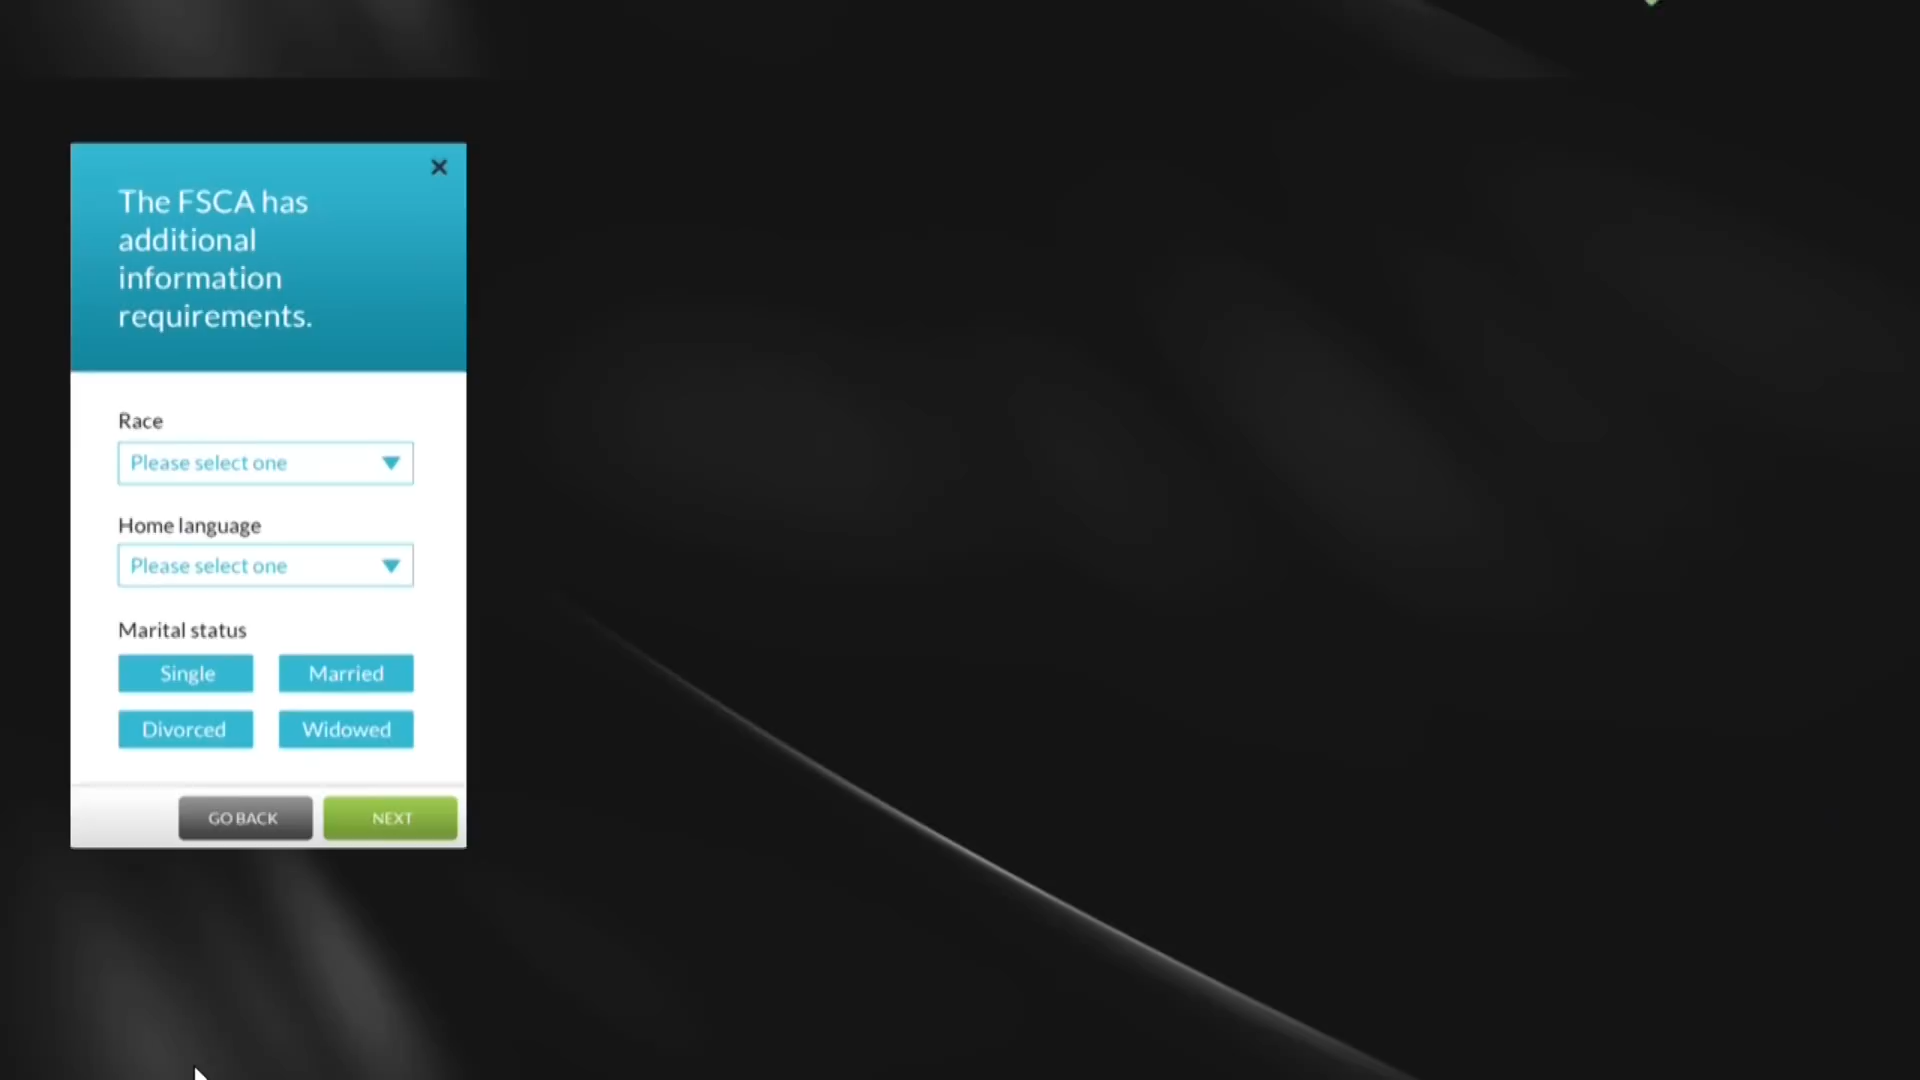 The FSCA has
additional
information
requirements.
Race
Please select one
Home language
Please select one
Marital status
Single Married
Divorced Widowed
GO BACK NEXT